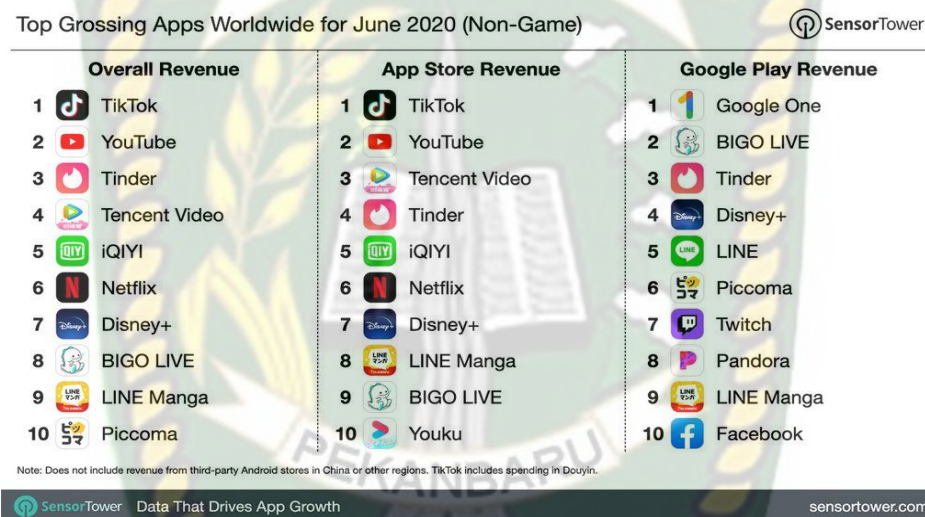 Top Grossing Apps Worldwide for June 2020 (Non-Game)
SensorTower
Overall Revenue
1 TikTok
2 YouTube
3 Tinder
4 Tencent Video
5 iQIYI
6 Netflix
7 Disney+
8 BIGO LIVE
9 LINE Manga
10 Piccoma
App Store Revenue
1 TikTok
2 YouTube
3 Tencent Video
4 Tinder
5 iQIYI
6 Netflix
7 Disney+
8 LINE Manga
9 BIGO LIVE
10 Youku
Google Play Revenue
1 Google One
2 BIGO LIVE
3 Tinder
4 Disney+
5 LINE
6 Piccoma
7 Twitch
8 Pandora
9 LINE Manga
10 Facebook
PEKANBARU
Note: Does not include revenue from third-party Android stores in China or other regions. TikTok includes spending in Douyin.
SensorTower Data That Drives App Growth
sensortower.com